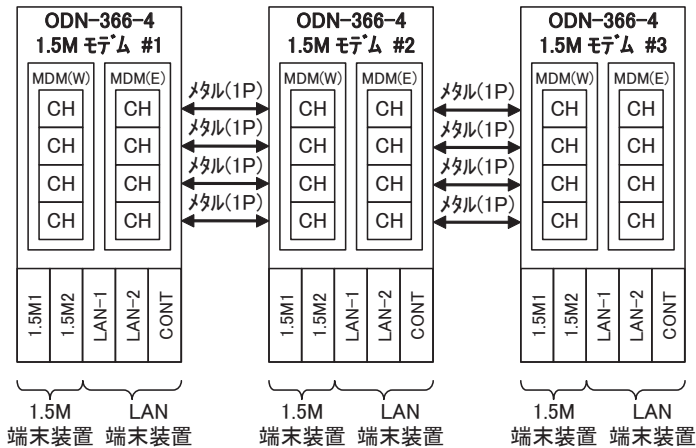 ODN-366-4
1.5M ﾓﾃﾞﾑ #1
MDM(W)
CH
CH
CH
CH
MDM(E)
CH
CH
CH
CH
1.5M1
1.5M2
LAN-1
LAN-2
CONT
1.5M
端末装置
LAN
端末装置
ﾒﾀﾙ(1P)
ﾒﾀﾙ(1P)
ﾒﾀﾙ(1P)
ﾒﾀﾙ(1P)
ODN-366-4
1.5M ﾓﾃﾞﾑ #2
MDM(W)
CH
CH
CH
CH
MDM(E)
CH
CH
CH
CH
1.5M1
1.5M2
LAN-1
LAN-2
CONT
1.5M
端末装置
LAN
端末装置
ﾒﾀﾙ(1P)
ﾒﾀﾙ(1P)
ﾒﾀﾙ(1P)
ﾒﾀﾙ(1P)
ODN-366-4
1.5M ﾓﾃﾞﾑ #3
MDM(W)
CH
CH
CH
CH
MDM(E)
CH
CH
CH
CH
1.5M1
1.5M2
LAN-1
LAN-2
CONT
1.5M
端末装置
LAN
端末装置